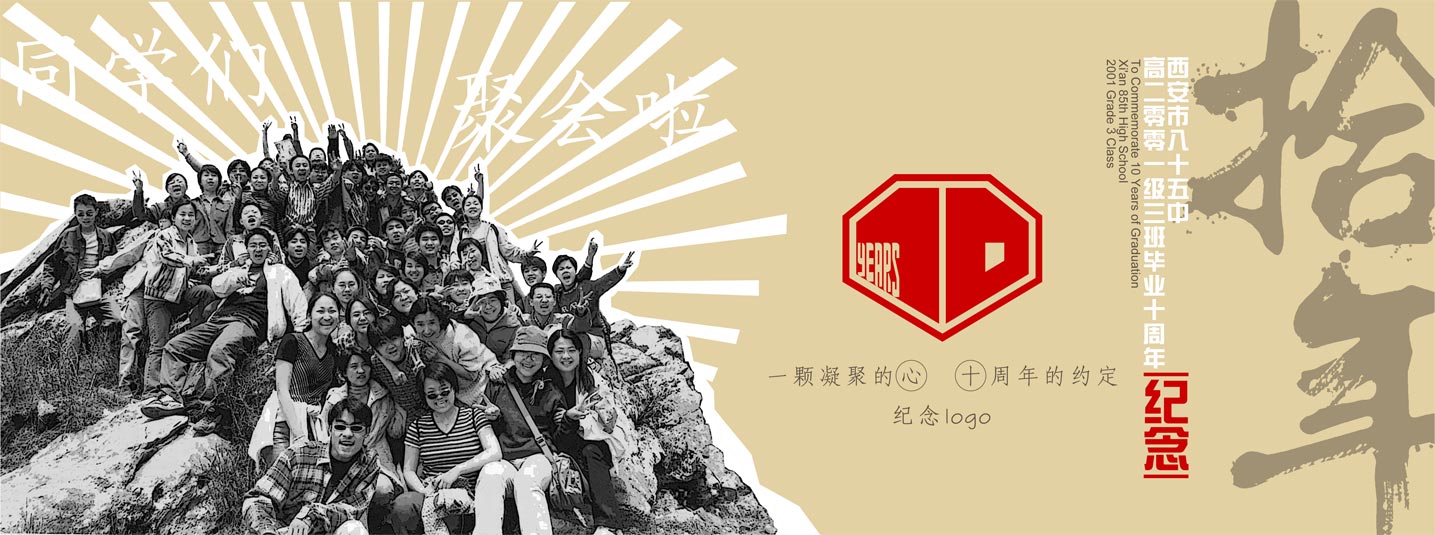 同学们
聚会啦
YEARS
10
一颗凝聚的心 十周年的约定
纪念logo
拾年
西安市八十五中
高二零零一级三班毕业十周年
纪念
To Commemorate 10 Years of Graduation
Xi'an 85th High School
2001 Grade 3 Class